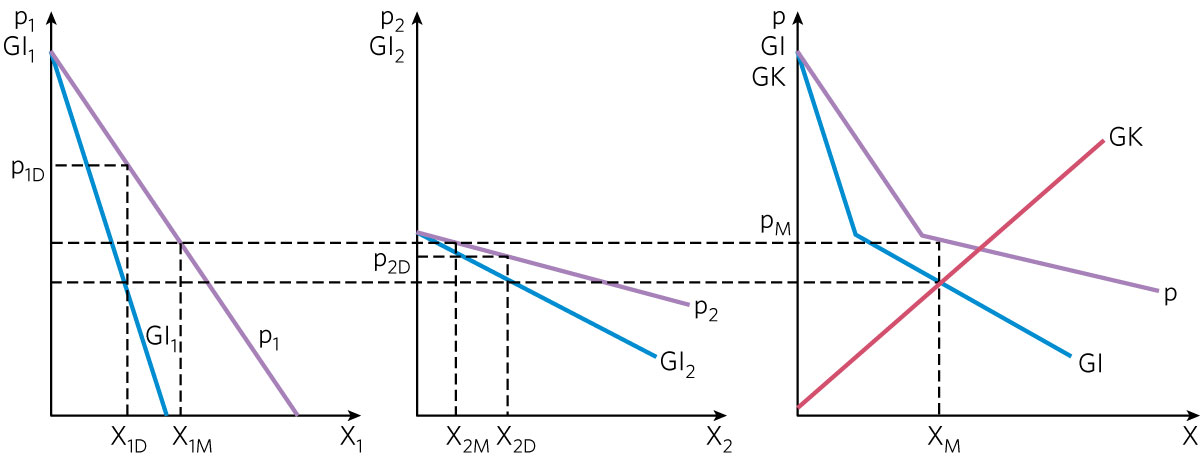 p1
GI1
p1D
GI1
p1
X1D
X1M
X1
p2
GI2
p2D
p2
GI2
X2M
X2D
X2
p
GI
GK
GK
pM
p
GI
XM
X